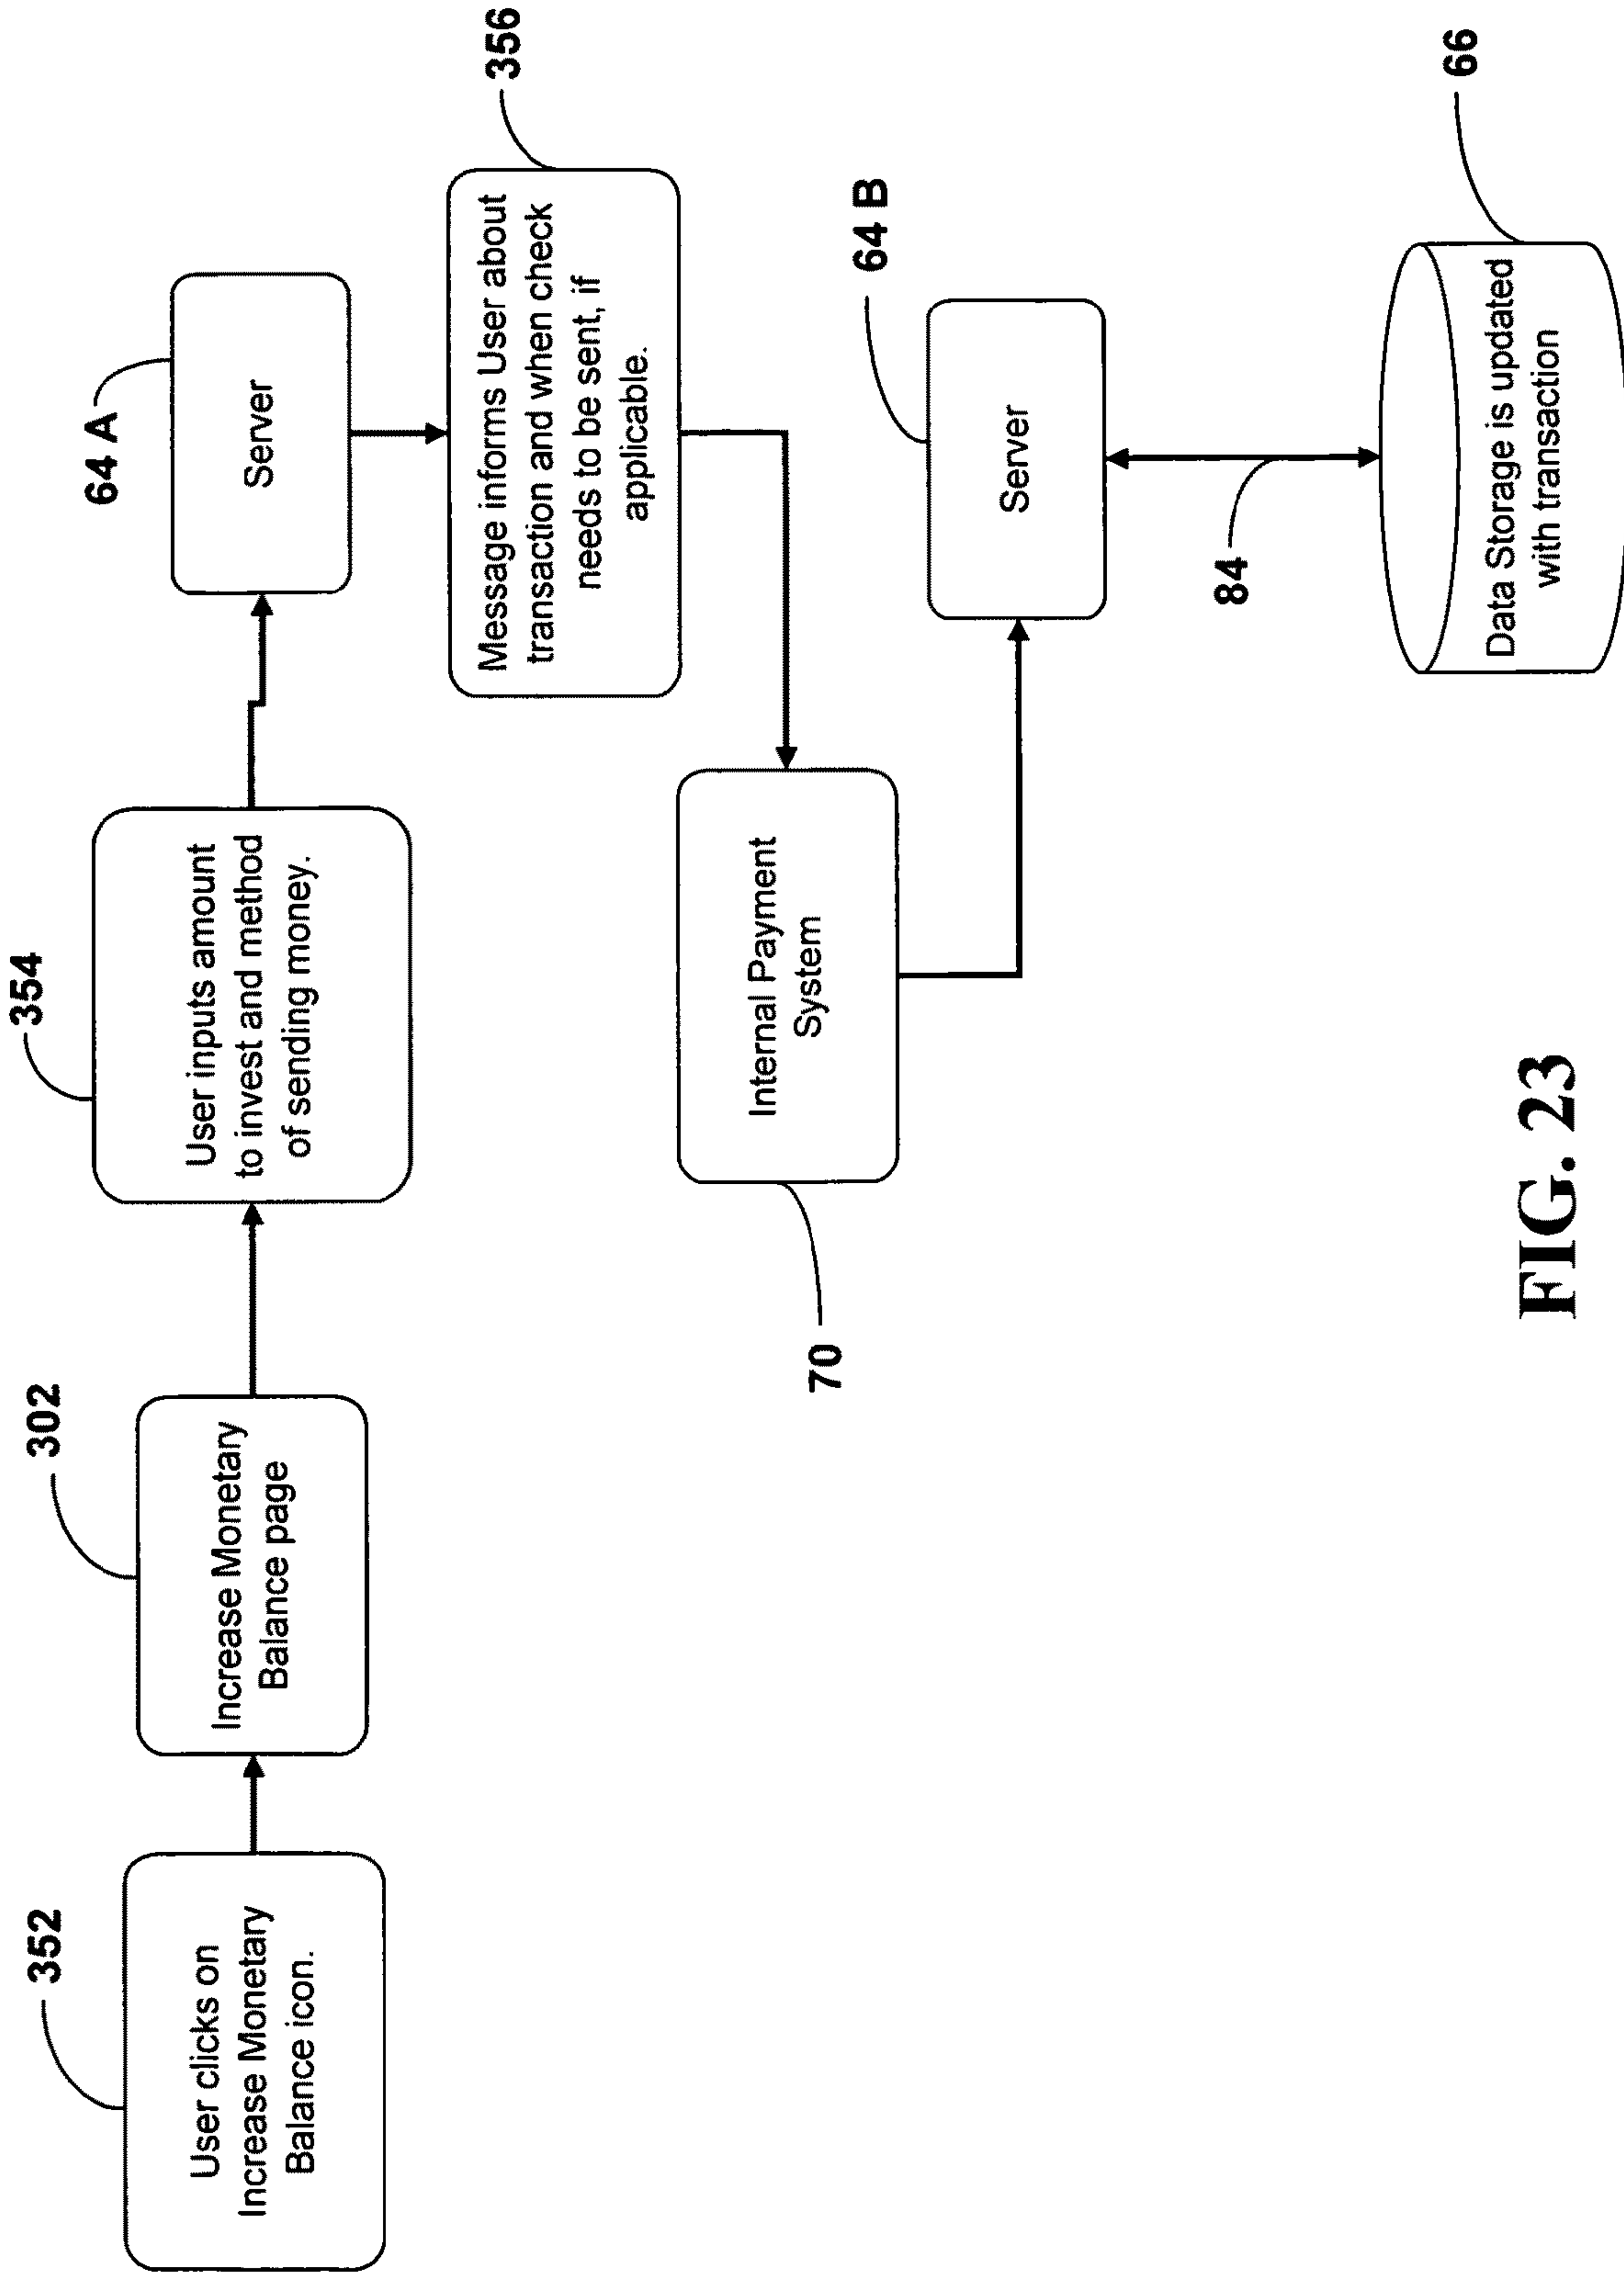 352
User clicks on
Increase Monetary
Balance icon.
302
Increase Monetary
Balance page
354
User inputs amount
to invest and method
of sending money.
64 A
Server
356
Message informs User about
transaction and when check
needs to be sent, if
applicable.
70
Internal Payment
System
64 B
Server
84
66
Data Storage is updated
with transaction
FIG. 23